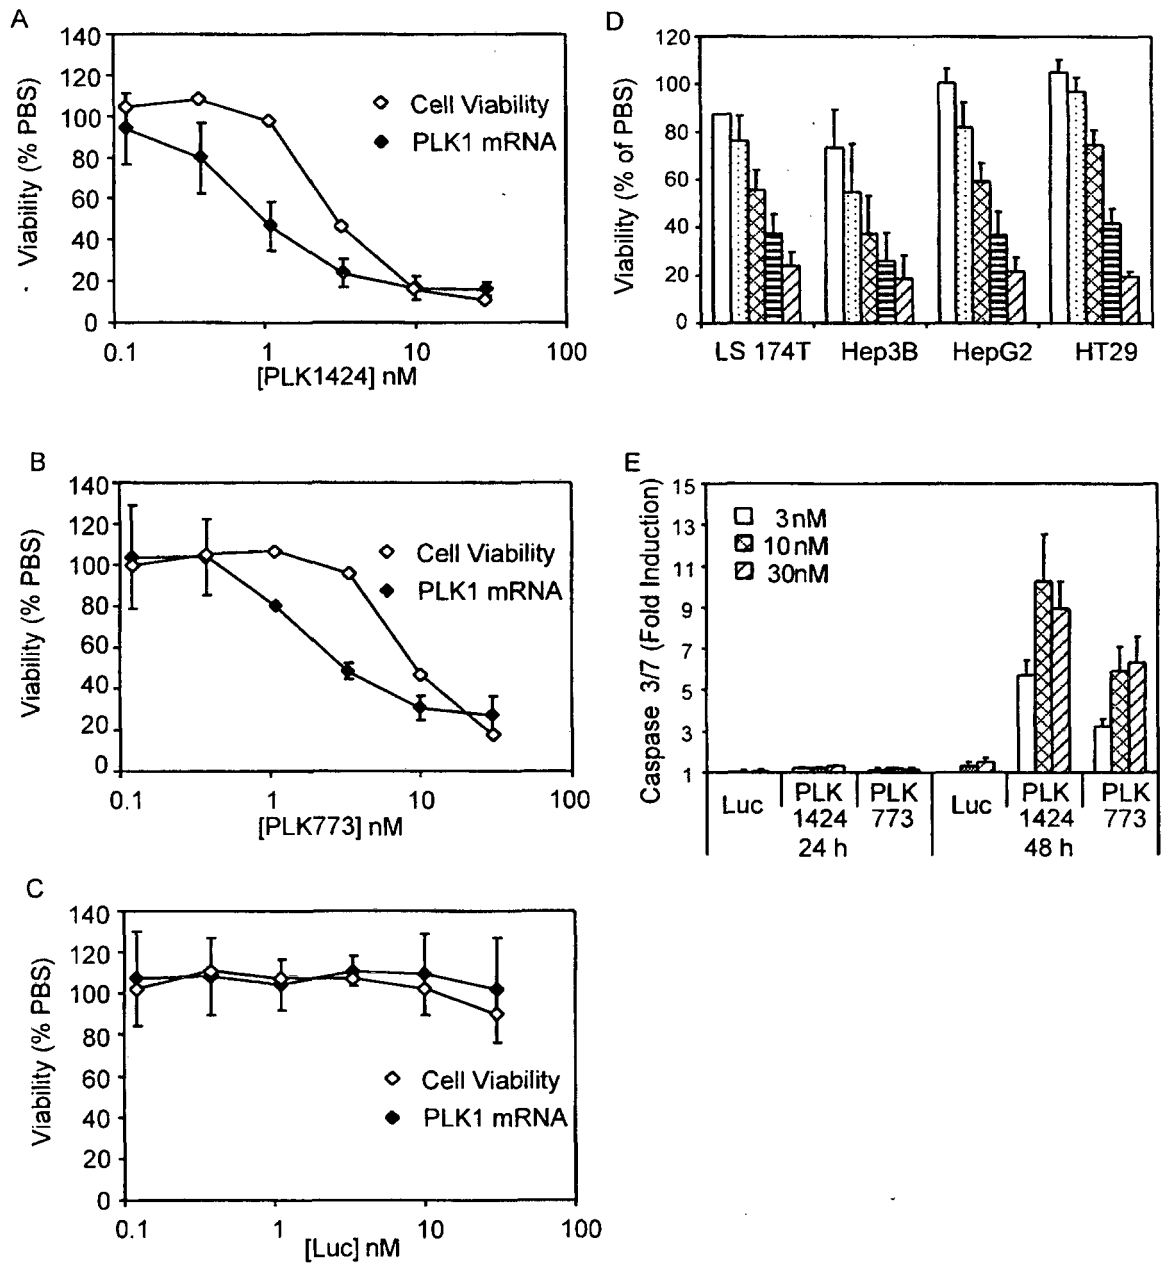 A
140
120
100
80
60
40
20
0
Viability (% PBS)
Cell Viability
PLK1 mRNA
0.1 1 10 100
[PLK1424] nM
B
140
120
100
80
60
40
20
0
Viability (% PBS)
Cell Viability
PLK1 mRNA
0.1 1 10 100
[PLK773] nM
C
140
120
100
80
60
40
20
0
Viability (% PBS)
Cell Viability
PLK1 mRNA
0.1 1 10 100
[Luc] nM
D
120
100
80
60
40
20
0
Viability (% of PBS)
LS 174T Hep3B HepG2 HT29
E
15
13
11
9
7
5
3
1
Caspase 3/7 (Fold Induction)
3 nM
10 nM
30nM
Luc PLK 1424 PLK 773 Luc PLK 1424 PLK 773
24 h 48 h